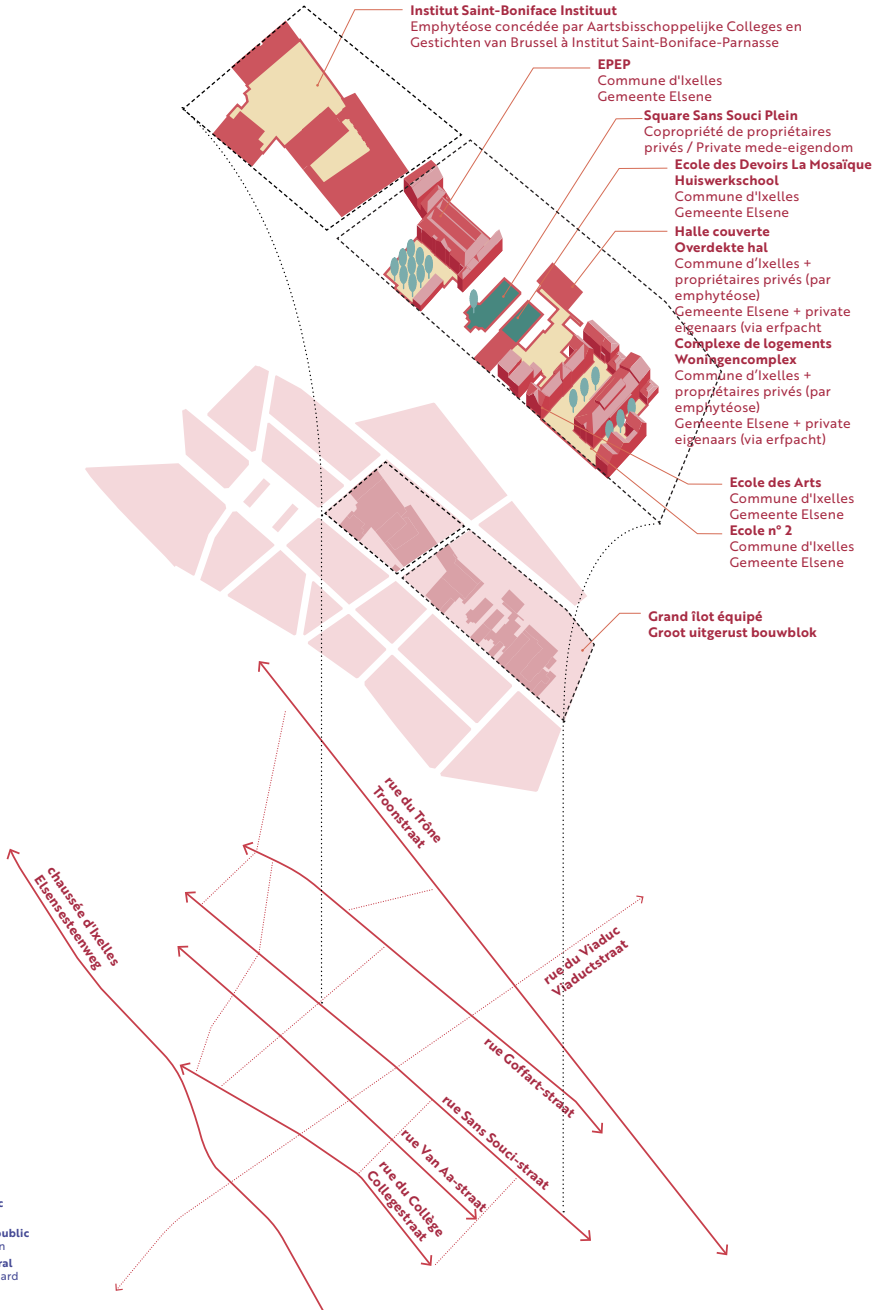 Institut Saint-Boniface Instituut
Emphytéose concédée par Aartsbisschoppelijke Colleges en
Gestichten van Brussel à Institut Saint-Boniface-Parnasse
EPEP
Commune d'Ixelles
Gemeente Elsene
Square Sans Souci Plein
Copropriété de propriétaires
privés / Private mede-eigendom
Ecole des Devoirs La Mosaïque
Huiswerkschool
Commune d'Ixelles
Gemeente Elsene
Halle couverte
Overdekte hal
Commune d'Ixelles +
propriétaires privés (par
emphytéose)
Gemeente Elsene + private
eigenaars (via erfpacht
Complexe de logements
Woningencomplex
Commune d'Ixelles +
propriétaires privés (par
emphytéose)
Gemeente Elsene + private
eigenaars (via erfpacht)
Ecole des Arts
Commune d'Ixelles
Gemeente Elsene
Ecole n° 2
Commune d'Ixelles
Gemeente Elsene
Grand îlot équipé
Groot uitgerust bouwblok
rue du Trône
Troonstraat
chaussée d'Ixelles
Elsensesteenweg
rue du Viaduc
Viaductstraat
rue Goffart-straat
rue Sans Souci-straat
rue Van Aa-straat
rue du Collège
Collegestraat
public